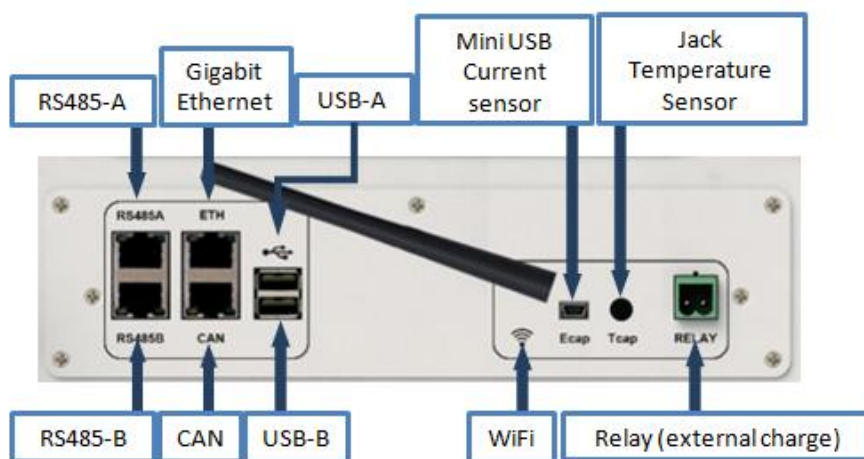 Mini USB
Current
sensor
Jack
Temperature
Sensor
Gigabit
Ethernet
RS485-A
USB-A
RS485A
ETH
RS485B
CAN
Ecap
Tcap
RELAY
RS485-B
CAN
USB-B
WiFi
Relay (external charge)